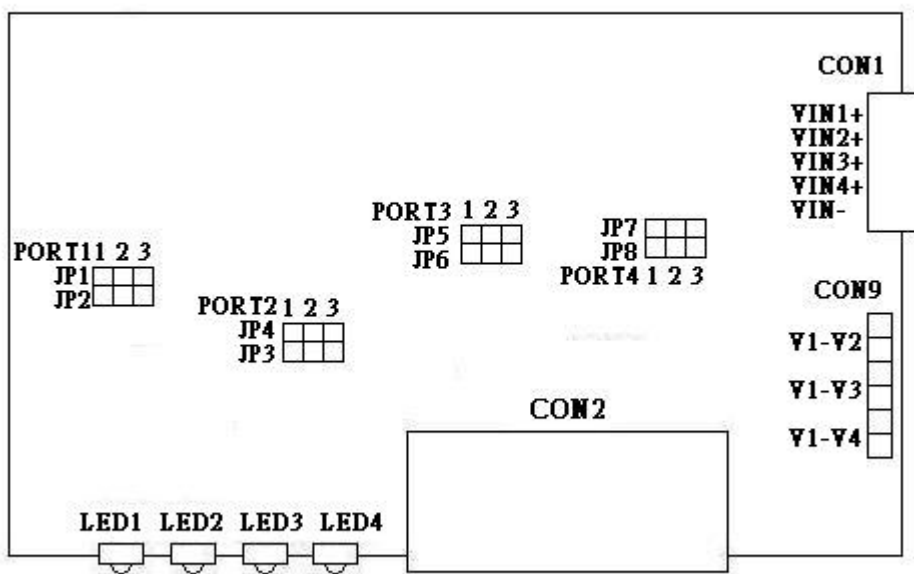 CON1
VIN1+
VIN2+
VIN3+
VIN4+
VIN-
PORT3 1 2 3
JP5
JP6
JP7
JP8
PORT4 1 2 3
PORT1 1 2 3
JP1
JP2
PORT2 1 2 3
JP4
JP3
CON9
V1-V2
V1-V3
V1-V4
CON2
LED1 LED2 LED3 LED4